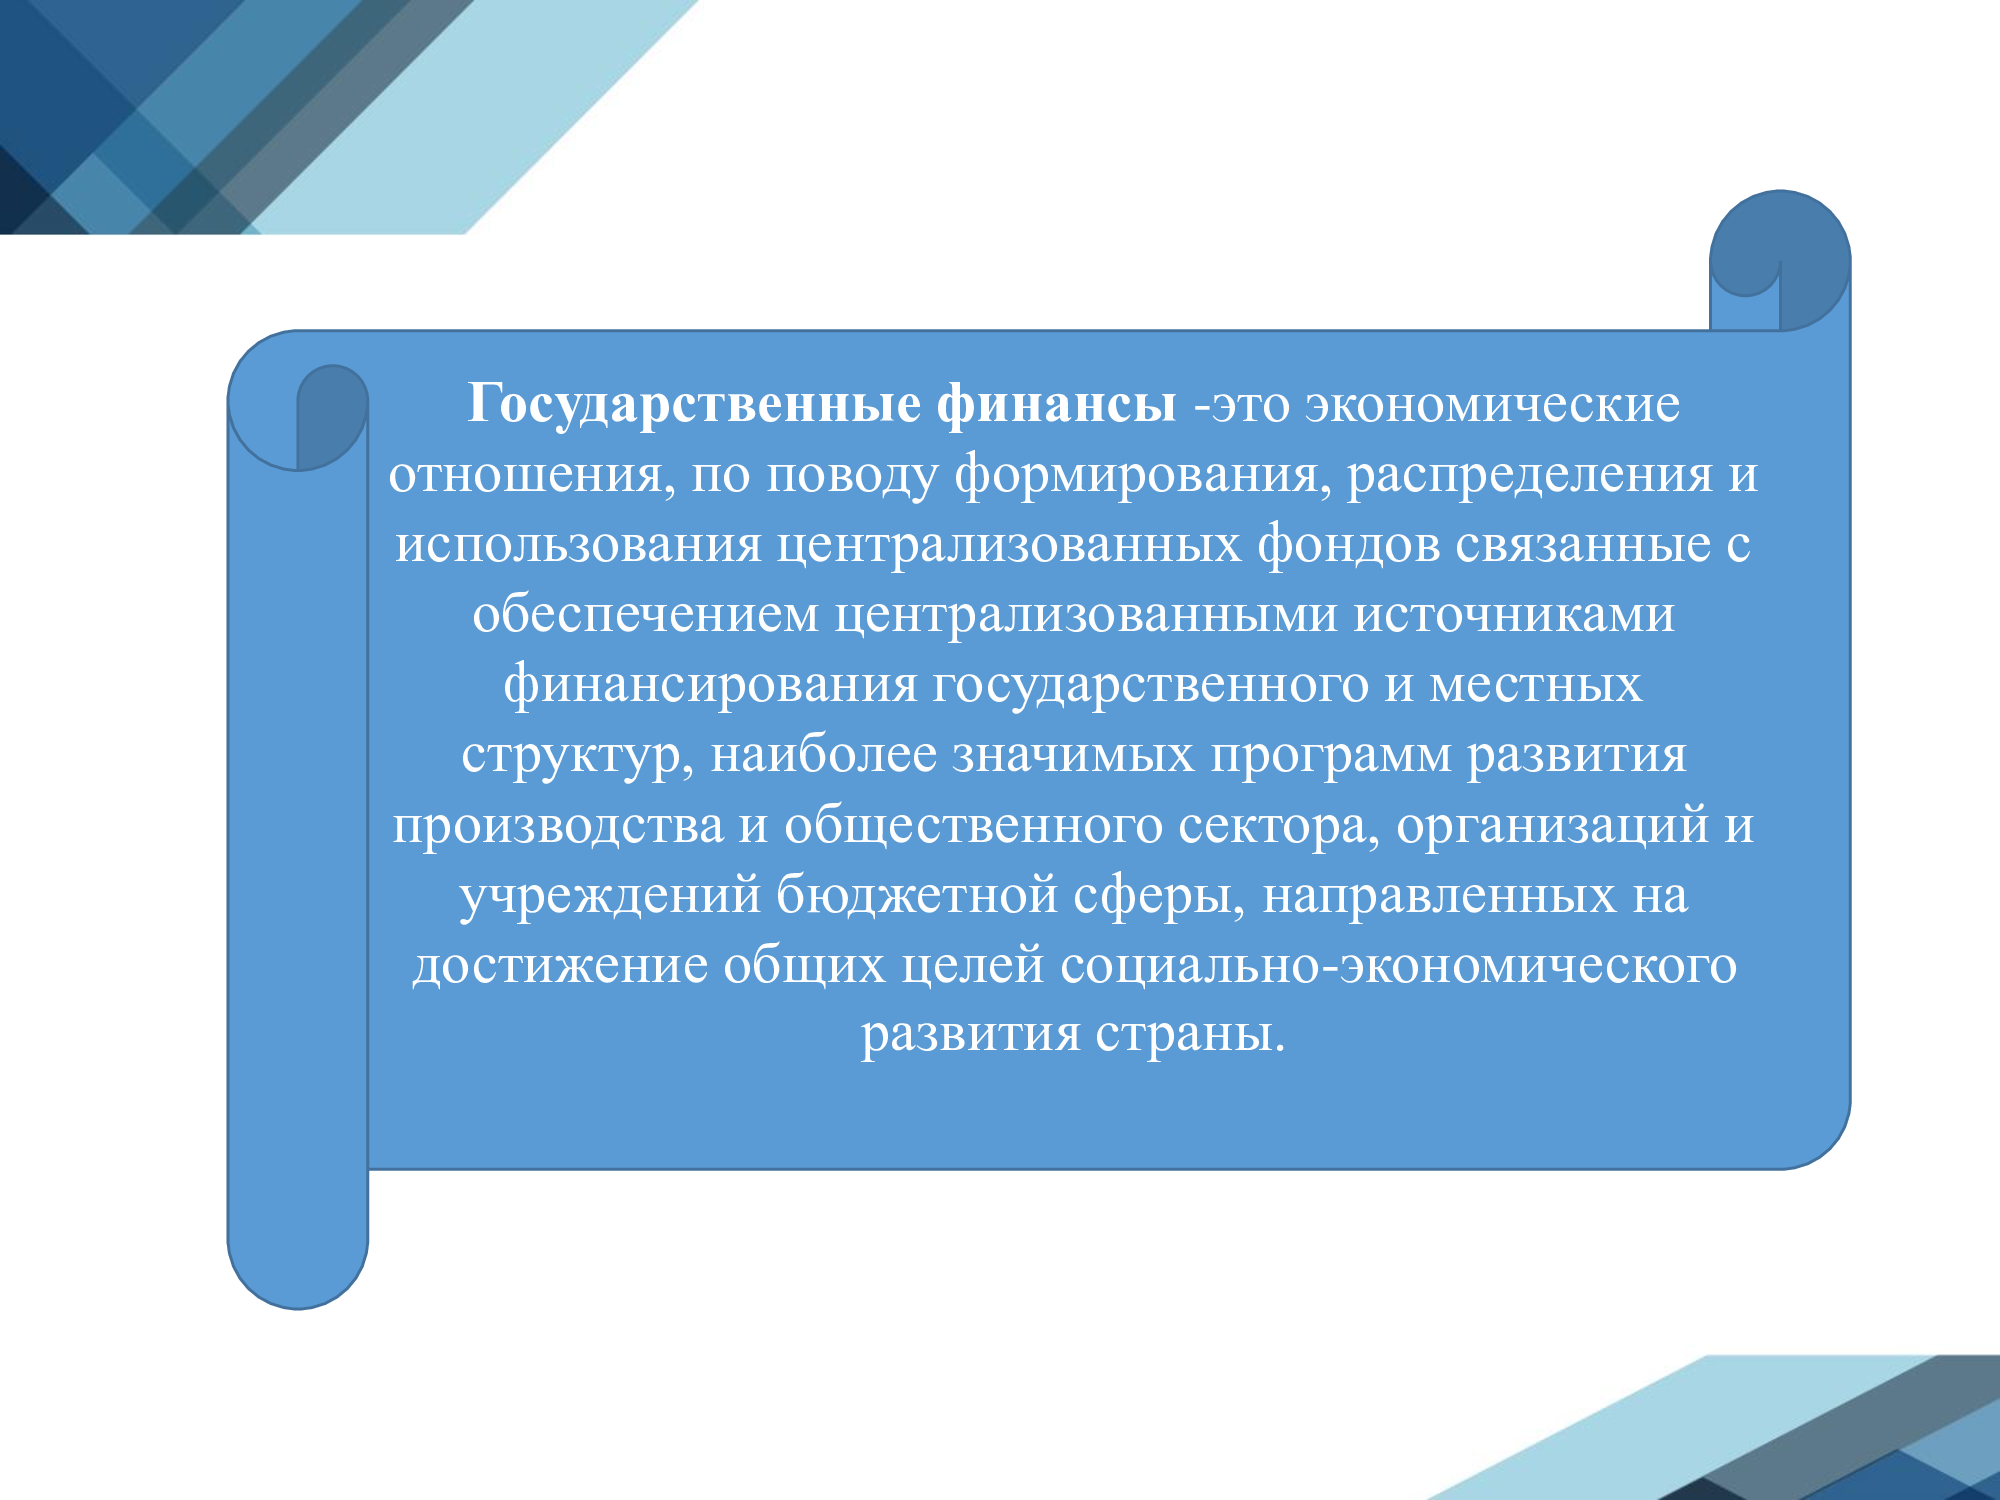 Государственные финансы -это экономические
отношения, по поводу формирования, распределения и
использования централизованных фондов связанные с
обеспечением централизованными источниками
финансирования государственного и местных
структур, наиболее значимых программ развития
производства и общественного сектора, организаций и
учреждений бюджетной сферы, направленных на
достижение общих целей социально-экономического
развития страны.